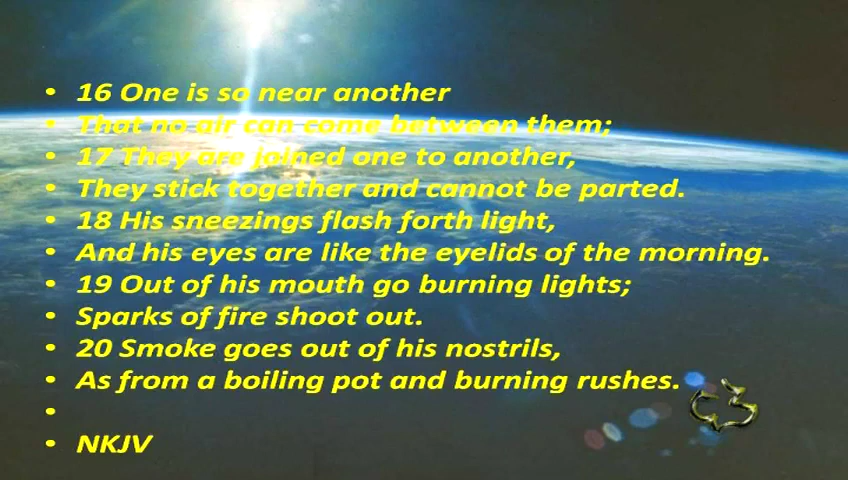 • 16 One is so near another
• That no air can come between them;
• 17 They are joined one to another,
• They stick together and cannot be parted.
• 18 His sneezings flash forth light,
• And his eyes are like the eyelids of the morning.
• 19 Out of his mouth go burning lights;
• Sparks of fire shoot out.
• 20 Smoke goes out of his nostrils,
• As from a boiling pot and burning rushes.
•
• NKJV